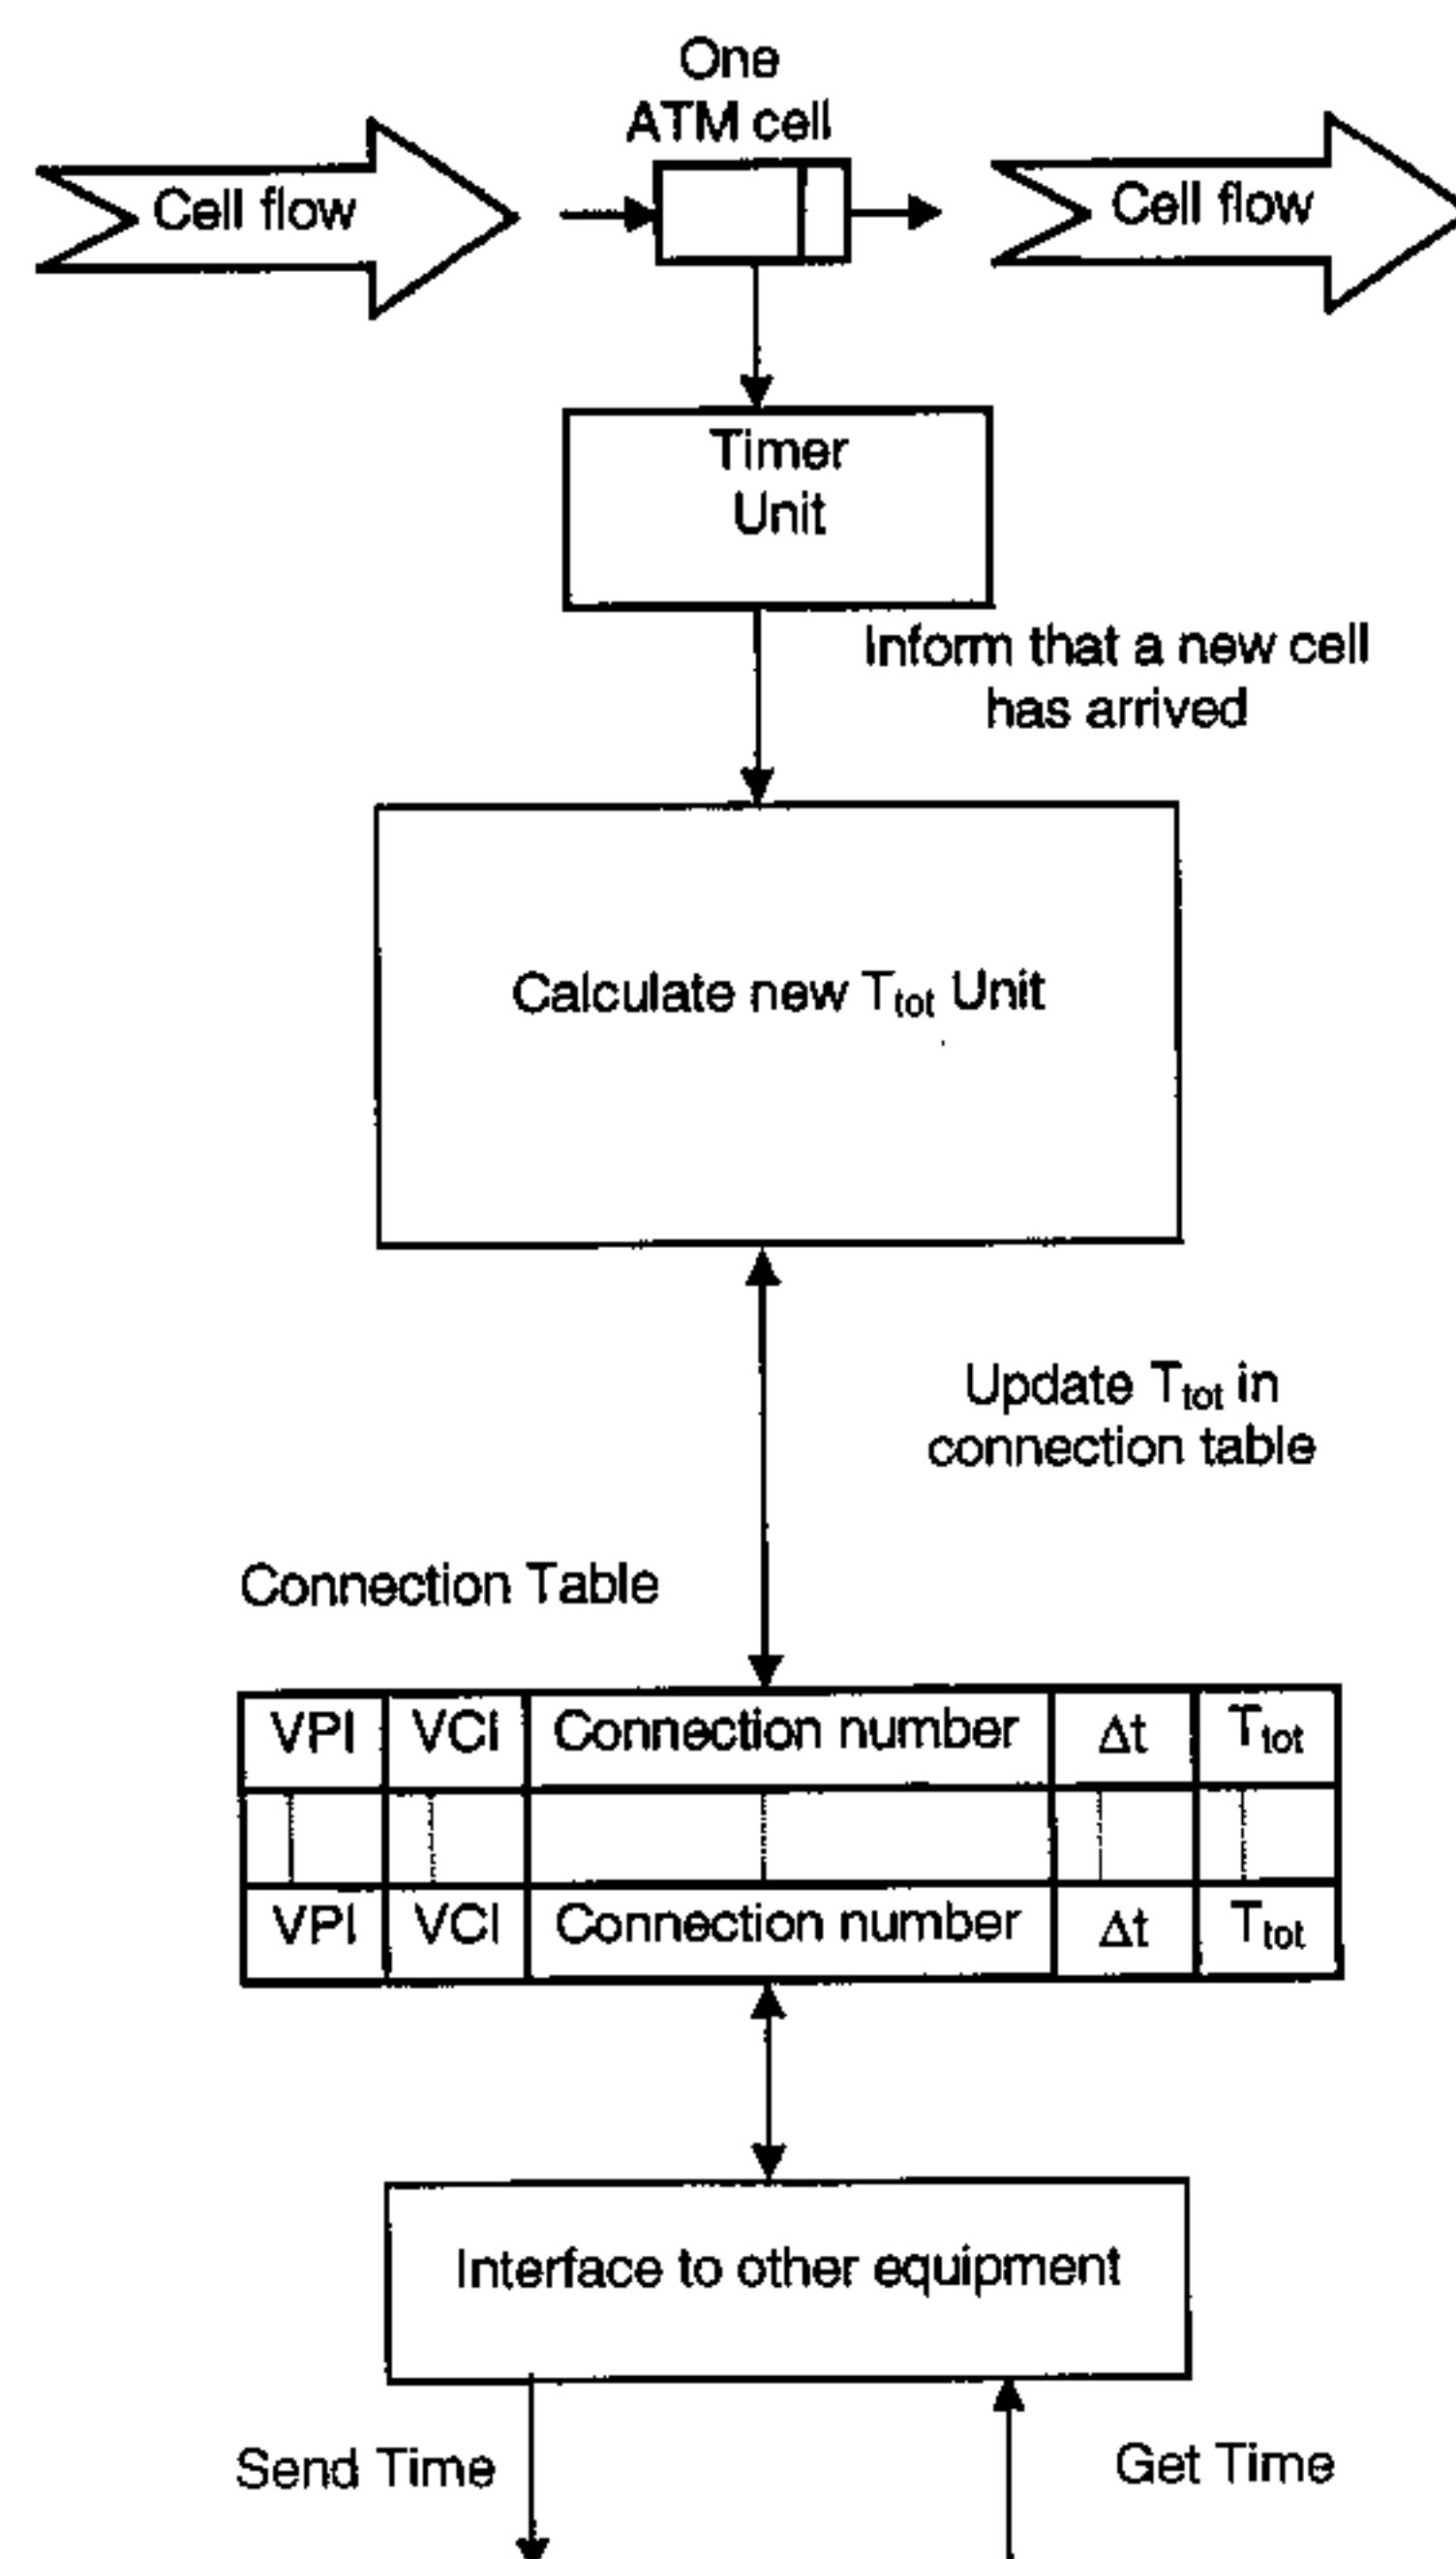 One
ATM cell
Cell flow
Cell flow
Timer
Unit
Inform that a new cell
has arrived
Calculate new Ttot Unit
Update Ttot in
connection table
Connection Table
VPI VCI Connection number Δt Ttot
VPI VCI Connection number Δt Ttot
Interface to other equipment
Send Time
Get Time